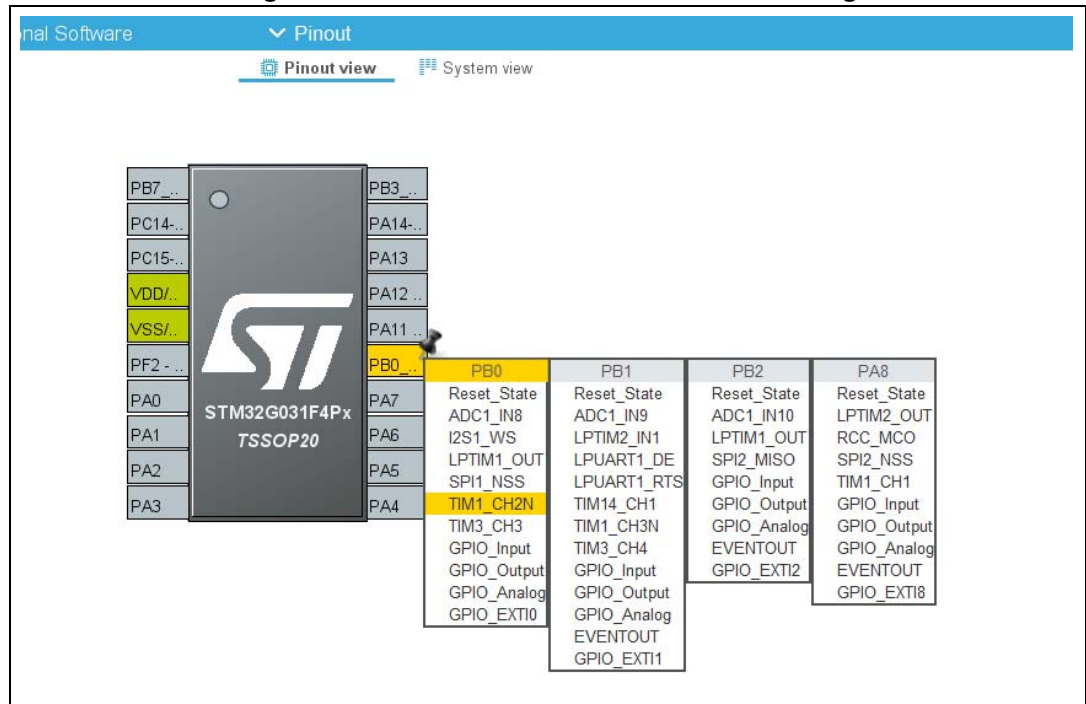 nal Software
Pinout
Pinout view
System view
PB7_..
PC14-..
PC15-..
VDD/..
VSS/..
PF2 - ..
PA0
PA1
PA2
PA3
ST
STM32G031F4Px
TSSOP20
PB3_..
PA14-..
PA13
PA12 ..
PA11 ..
PB0_..
PA7
PA6
PA5
PA4
PB0
Reset_State
ADC1_IN8
I2S1_WS
LPTIM1_OUT
SPI1_NSS
TIM1_CH2N
TIM3_CH3
GPIO_Input
GPIO_Output
GPIO_Analog
GPIO_EXTI0
PB1
Reset_State
ADC1_IN9
LPTIM2_IN1
LPUART1_DE
LPUART1_RTS
TIM14_CH1
TIM1_CH3N
TIM3_CH4
GPIO_Input
GPIO_Output
GPIO_Analog
EVENTOUT
GPIO_EXTI1
PB2
Reset_State
ADC1_IN10
LPTIM1_OUT
SPI2_MISO
GPIO_Input
GPIO_Output
GPIO_Analog
EVENTOUT
GPIO_EXTI2
PA8
Reset_State
LPTIM2_OUT
RCC_MCO
SPI2_NSS
TIM1_CH1
GPIO_Input
GPIO_Output
GPIO_Analog
EVENTOUT
GPIO_EXTI8